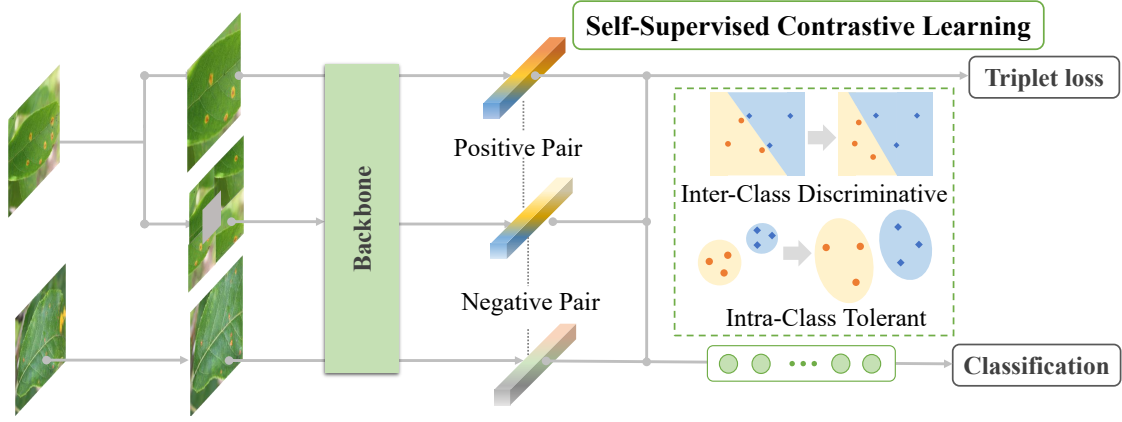 Self-Supervised Contrastive Learning
Triplet loss
Positive Pair
Backbone
Inter-Class Discriminative
Negative Pair
Intra-Class Tolerant
Classification